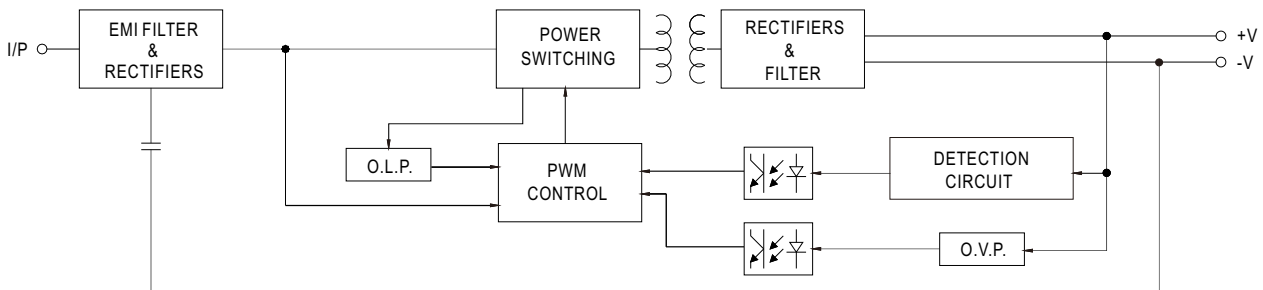 I/P
EMI FILTER
&
RECTIFIERS
POWER
SWITCHING
RECTIFIERS
&
FILTER
+V
-V
O.L.P.
PWM
CONTROL
DETECTION
CIRCUIT
O.V.P.